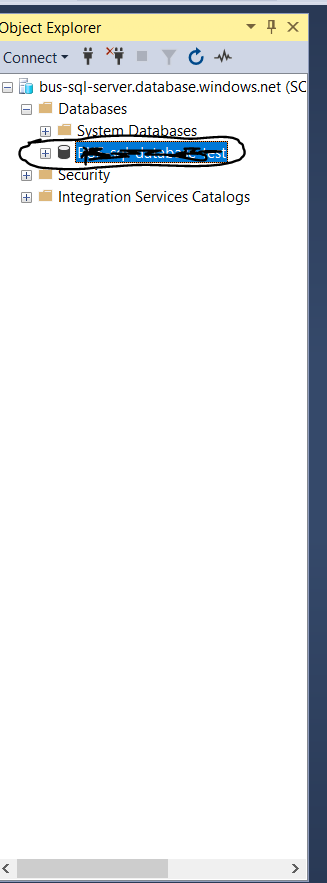 Object Explorer
Connect
bus-sql-server.database.windows.net (SC
Databases
System Databases
Security
Integration Services Catalogs